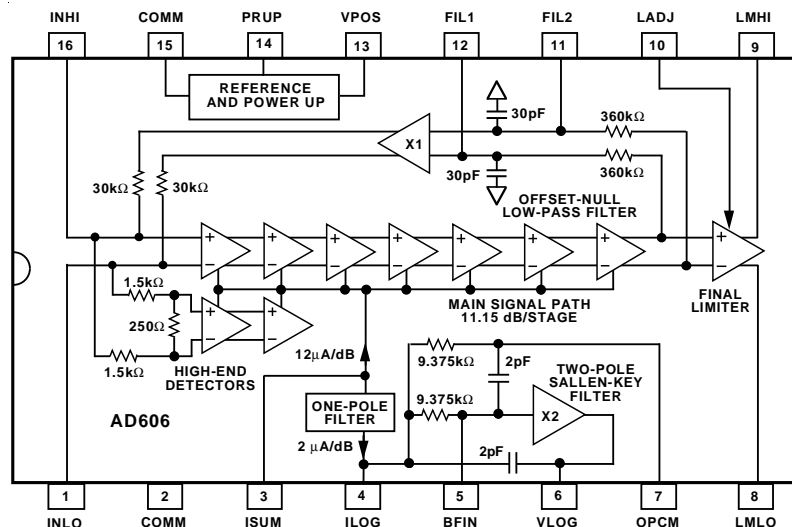 INHI COMM PRUP VPOS FIL1 FIL2 LADJ LMHI
16 15 14 13 12 11 10 9
REFERENCE
AND POWER UP
30pF
360kΩ
X1
30kΩ 30kΩ
30pF
360kΩ
OFFSET-NULL
LOW-PASS FILTER
+ + + + + + + +
– – – – – – – –
1.5kΩ
+ +
– –
250Ω
1.5kΩ
HIGH-END
DETECTORS
MAIN SIGNAL PATH
11.15 dB/STAGE
FINAL
LIMITER
12μA/dB
9.375kΩ
2pF
TWO-POLE
SALLEN-KEY
FILTER
9.375kΩ
X2
ONE-POLE
FILTER
AD606
2 μA/dB
2pF
1 2 3 4 5 6 7 8
INLO COMM ISUM ILOG BFIN VLOG OPCM LMLO